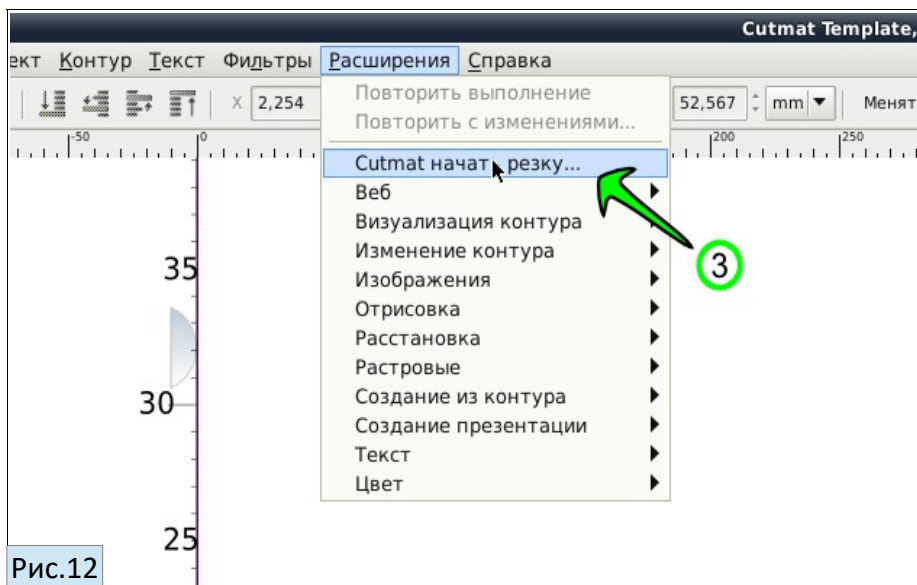 Cutmat Template,
ект Контур Текст Фильтры Расширения Справка
X 2,254 52,567 mm Менят
-50 0 200 250
Повторить выполнение
Повторить с изменениями...
Cutmat начат резку...
Веб
Визуализация контура
Изменение контура
Изображения
Отрисовка
Расстановка
Растровые
Создание из контура
Создание презентации
Текст
Цвет
3
35
30
25
Рис.12